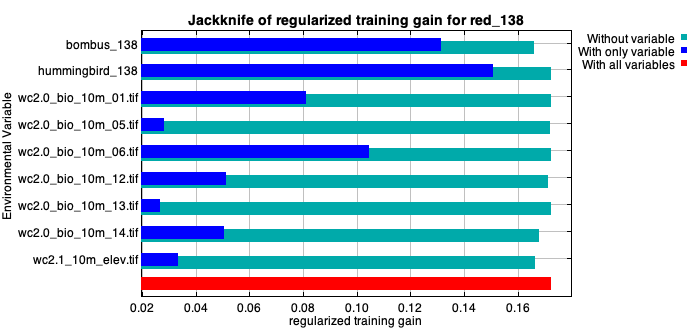 Jackknife of regularized training gain for red_138
Without variable
With only variable
With all variables
Environmental Variable
bombus_138
hummingbird_138
wc2.0_bio_10m_01.tif
wc2.0_bio_10m_05.tif
wc2.0_bio_10m_06.tif
wc2.0_bio_10m_12.tif
wc2.0_bio_10m_13.tif
wc2.0_bio_10m_14.tif
wc2.1_10m_elev.tif
0.02 0.04 0.06 0.08 0.10 0.12 0.14 0.16
regularized training gain